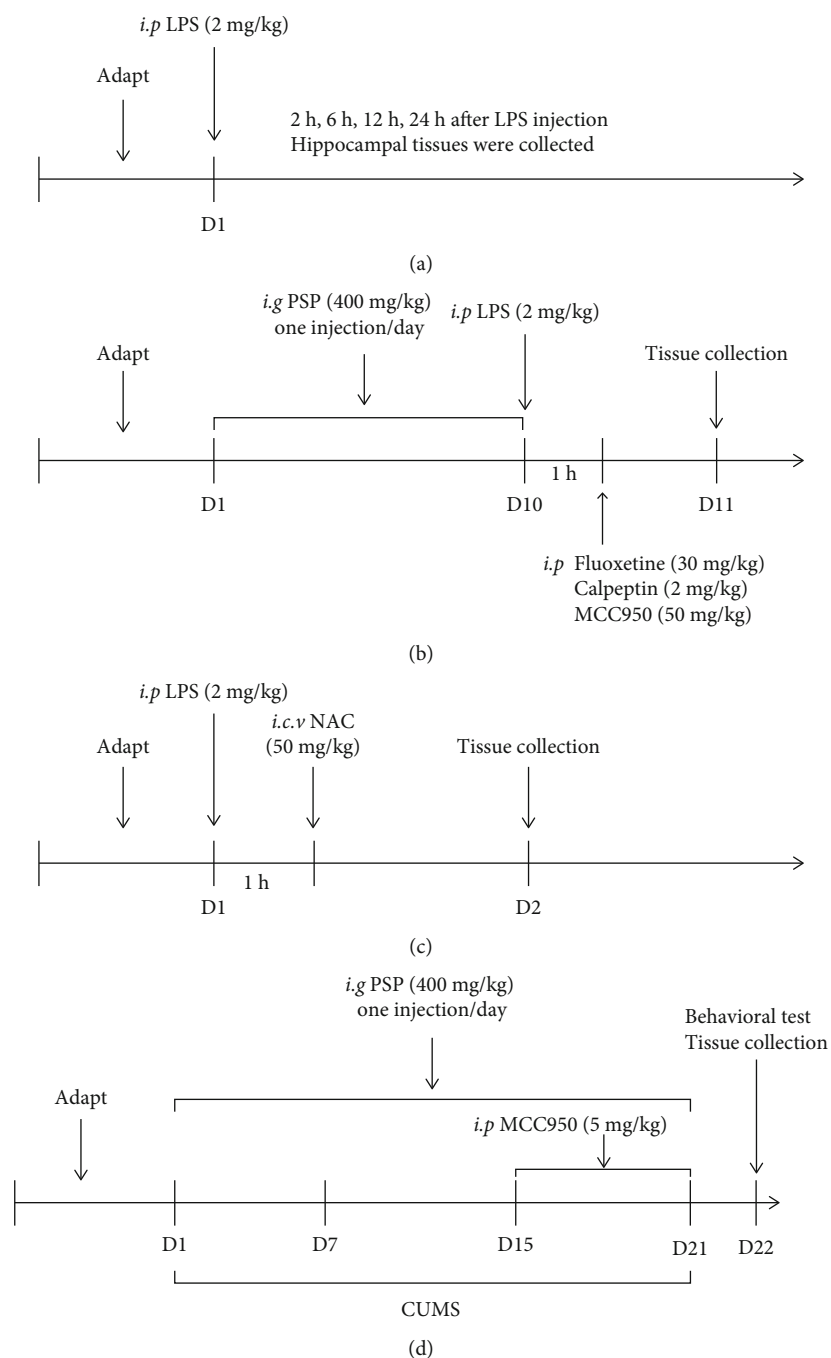 i.p LPS (2 mg/kg)
Adapt
2 h, 6 h, 12 h, 24 h after LPS injection
Hippocampal tissues were collected
D1
(a)
i.g PSP (400 mg/kg)
one injection/day
i.p LPS (2 mg/kg)
Adapt
Tissue collection
1 h
D1
D10
D11
i.p Fluoxetine (30 mg/kg)
Calpeptin (2 mg/kg)
MCC950 (50 mg/kg)
(b)
i.p LPS (2 mg/kg)
i.c.v NAC
(50 mg/kg)
Adapt
Tissue collection
1 h
D1
D2
(c)
i.g PSP (400 mg/kg)
one injection/day
Behavioral test
Tissue collection
Adapt
i.p MCC950 (5 mg/kg)
D1
D7
D15
D21
D22
CUMS
(d)